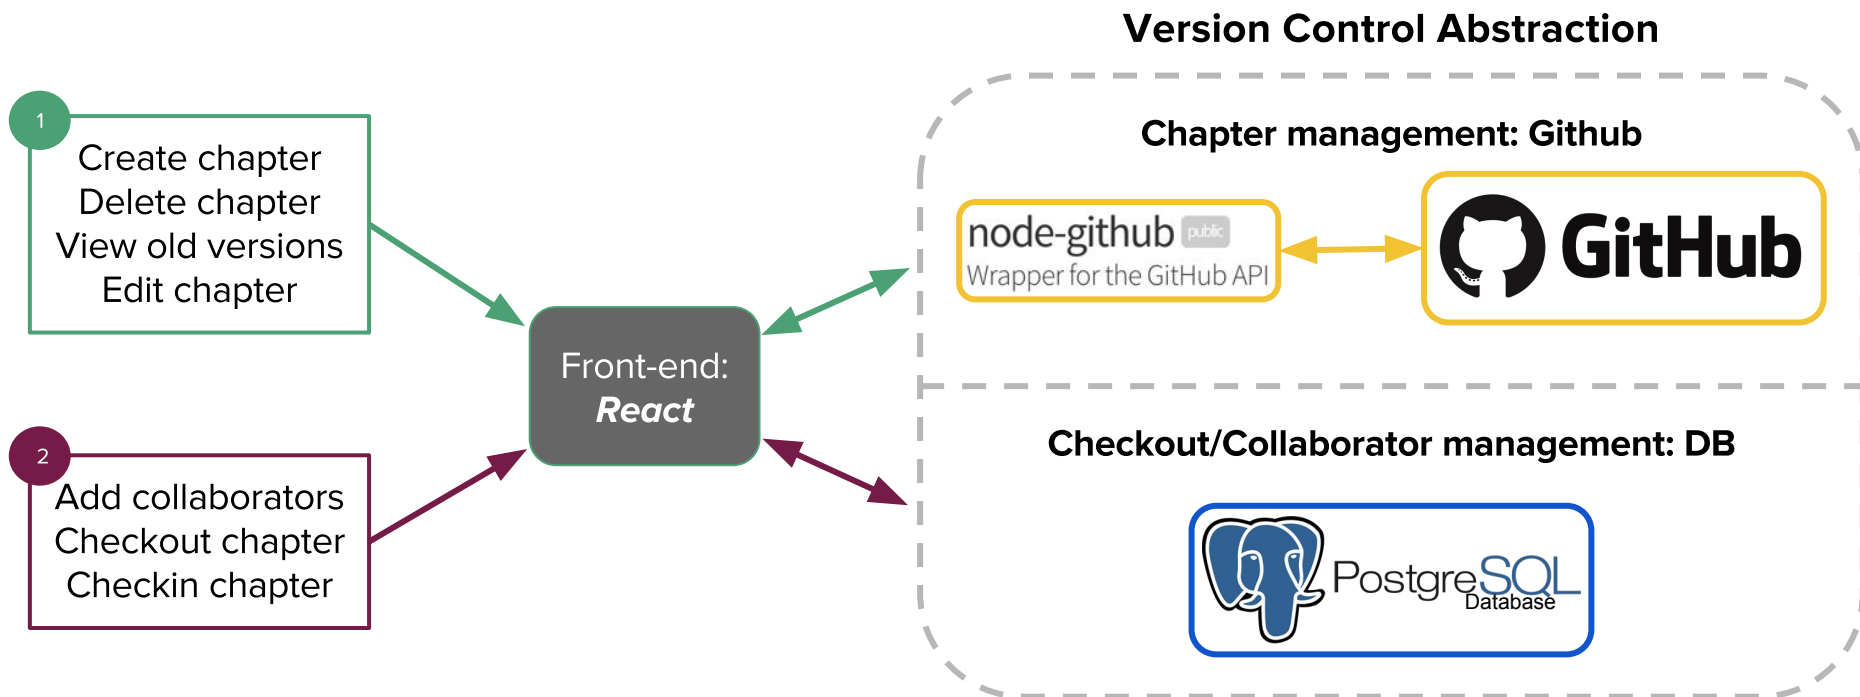 Version Control Abstraction
1
Create chapter
Delete chapter
View old versions
Edit chapter
Chapter management: Github
node-github public
Wrapper for the GitHub API
GitHub
Front-end:
React
2
Add collaborators
Checkout chapter
Checkin chapter
Checkout/Collaborator management: DB
PostgreSQL
Database